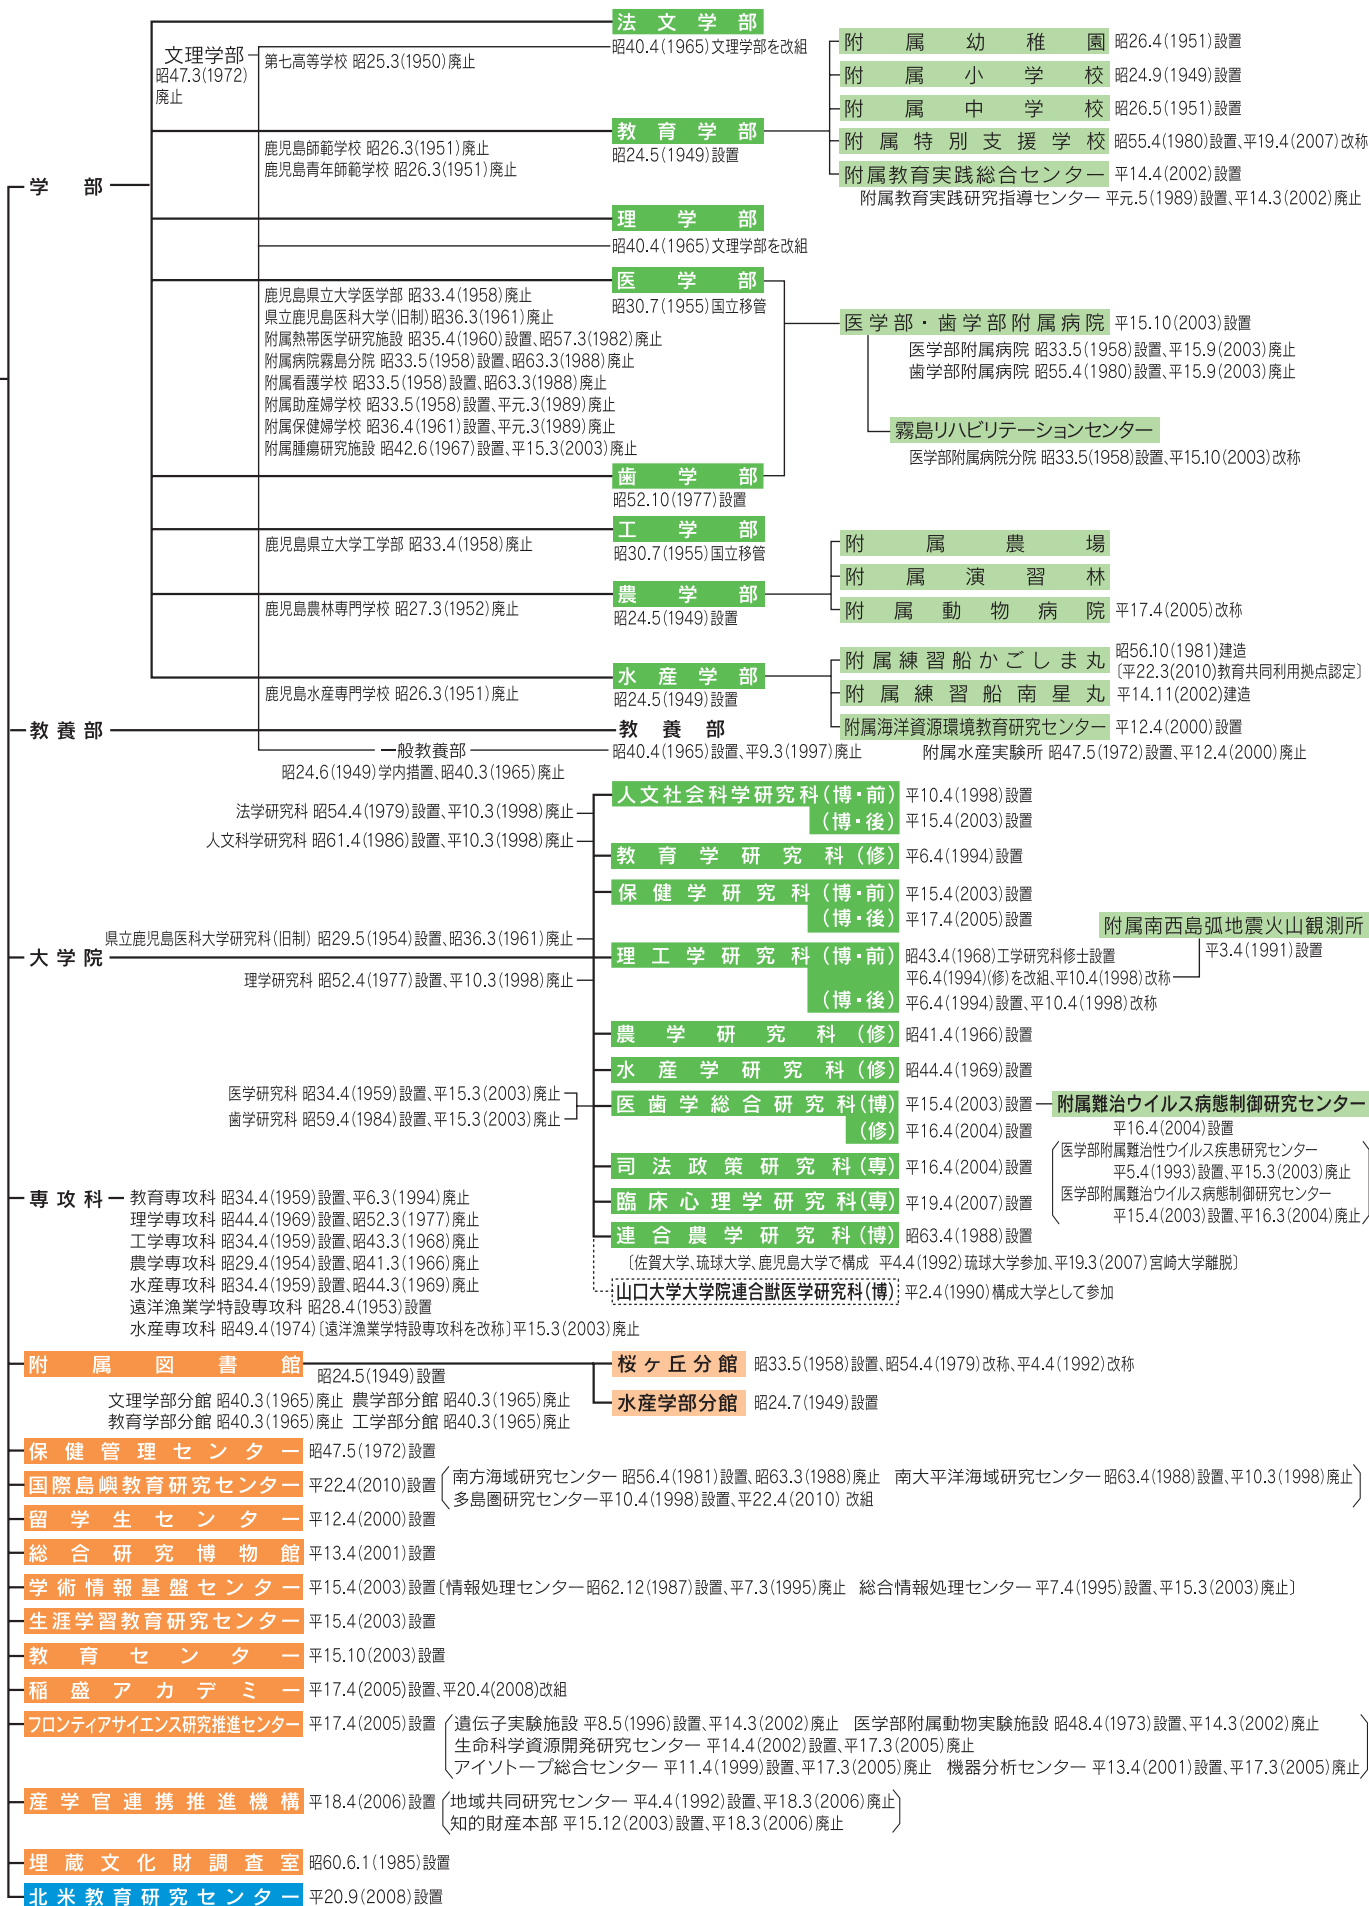 法文学部
昭40.4(1965)文理学部を改組
文理学部
昭47.3(1972)
廃止
第七高等学校 昭25.3(1950)廃止
附属幼稚園 昭26.4(1951)設置
附属小学校 昭24.9(1949)設置
附属中学校 昭26.5(1951)設置
教育学部
昭24.5(1949)設置
附属特別支援学校 昭55.4(1980)設置、平19.4(2007)改称
鹿児島師範学校 昭26.3(1951)廃止
鹿児島青年師範学校 昭26.3(1951)廃止
附属教育実践総合センター 平14.4(2002)設置
附属教育実践研究指導センター 平元.5(1989)設置、平14.3(2002)廃止
学部
理学部
昭40.4(1965)文理学部を改組
医学部
昭30.7(1955)国立移管
鹿児島県立大学医学部 昭33.4(1958)廃止
県立鹿児島医科大学(旧制)昭36.3(1961)廃止
附属熱帯医学研究施設 昭35.4(1960)設置、昭57.3(1982)廃止
附属病院霧島分院 昭33.5(1958)設置、昭63.3(1988)廃止
附属看護学校 昭33.5(1958)設置、昭63.3(1988)廃止
附属助産婦学校 昭33.5(1958)設置、平元.3(1989)廃止
附属保健婦学校 昭36.4(1961)設置、平元.3(1989)廃止
附属腫瘍研究施設 昭42.6(1967)設置、平15.3(2003)廃止
医学部・歯学部附属病院 平15.10(2003)設置
医学部附属病院 昭33.5(1958)設置、平15.9(2003)廃止
歯学部附属病院 昭55.4(1980)設置、平15.9(2003)廃止
霧島リハビリテーションセンター
医学部附属病院分院 昭33.5(1958)設置、平15.10(2003)改称
歯学部
昭52.10(1977)設置
工学部
昭30.7(1955)国立移管
鹿児島県立大学工学部 昭33.4(1958)廃止
附属農場
附属演習林
附属動物病院 平17.4(2005)改称
農学部
昭24.5(1949)設置
鹿児島農林専門学校 昭27.3(1952)廃止
附属練習船かごしま丸 昭56.10(1981)建造
〔平22.3(2010)教育共同利用拠点認定〕
附属練習船南星丸 平14.11(2002)建造
水産学部
昭24.5(1949)設置
鹿児島水産専門学校 昭26.3(1951)廃止
附属海洋資源環境教育研究センター 平12.4(2000)設置
附属水産実験所 昭47.5(1972)設置、平12.4(2000)廃止
教養部 教養部
一般教養部 昭40.4(1965)設置、平9.3(1997)廃止
昭24.6(1949)学内措置、昭40.3(1965)廃止
人文社会科学研究科(博・前) 平10.4(1998)設置
(博・後) 平15.4(2003)設置
法学研究科 昭54.4(1979)設置、平10.3(1998)廃止
人文科学研究科 昭61.4(1986)設置、平10.3(1998)廃止
教育学研究科(修) 平6.4(1994)設置
保健学研究科(博・前) 平15.4(2003)設置
(博・後) 平17.4(2005)設置
県立鹿児島医科大学研究科(旧制) 昭29.5(1954)設置、昭36.3(1961)廃止
大学院
理工学研究科(博・前) 昭43.4(1968)工学研究科修士設置
平6.4(1994)(修)を改組、平10.4(1998)改称
(博・後) 平6.4(1994)設置、平10.4(1998)改称
附属南西島弧地震火山観測所
平3.4(1991)設置
理学研究科 昭52.4(1977)設置、平10.3(1998)廃止
農学研究科(修) 昭41.4(1966)設置
水産学研究科(修) 昭44.4(1969)設置
医学研究科 昭34.4(1959)設置、平15.3(2003)廃止
歯学研究科 昭59.4(1984)設置、平15.3(2003)廃止
医歯学総合研究科(博) 平15.4(2003)設置
(修) 平16.4(2004)設置
附属難治ウイルス病態制御研究センター
平16.4(2004)設置
医学部附属難治性ウイルス疾患研究センター
平5.4(1993)設置、平15.3(2003)廃止
医学部附属難治ウイルス病態制御研究センター
平15.4(2003)設置、平16.3(2004)廃止
司法政策研究科(専) 平16.4(2004)設置
臨床心理学研究科(専) 平19.4(2007)設置
連合農学研究科(博) 昭63.4(1988)設置
〔佐賀大学、琉球大学、鹿児島大学で構成 平4.4(1992)琉球大学参加、平19.3(2007)宮崎大学離脱〕
山口大学大学院連合獣医学研究科(博) 平2.4(1990)構成大学として参加
専攻科 教育専攻科 昭34.4(1959)設置、平6.3(1994)廃止
理学専攻科 昭44.4(1969)設置、昭52.3(1977)廃止
工学専攻科 昭34.4(1959)設置、昭43.3(1968)廃止
農学専攻科 昭29.4(1954)設置、昭41.3(1966)廃止
水産専攻科 昭34.4(1959)設置、昭44.3(1969)廃止
遠洋漁業学特設専攻科 昭28.4(1953)設置
水産専攻科 昭49.4(1974)〔遠洋漁業学特設専攻科を改称〕平15.3(2003)廃止
附属図書館
昭24.5(1949)設置
文理学部分館 昭40.3(1965)廃止 農学部分館 昭40.3(1965)廃止
教育学部分館 昭40.3(1965)廃止 工学部分館 昭40.3(1965)廃止
桜ヶ丘分館 昭33.5(1958)設置、昭54.4(1979)改称、平4.4(1992)改称
水産学部分館 昭24.7(1949)設置
保健管理センター 昭47.5(1972)設置
国際島嶼教育研究センター 平22.4(2010)設置
南方海域研究センター 昭56.4(1981)設置、昭63.3(1988)廃止 南太平洋海域研究センター 昭63.4(1988)設置、平10.3(1998)廃止
多島圏研究センター平10.4(1998)設置、平22.4(2010) 改組
留学生センター 平12.4(2000)設置
総合研究博物館 平13.4(2001)設置
学術情報基盤センター 平15.4(2003)設置〔情報処理センター昭62.12(1987)設置、平7.3(1995)廃止 総合情報処理センター 平7.4(1995)設置、平15.3(2003)廃止〕
生涯学習教育研究センター 平15.4(2003)設置
教育センター 平15.10(2003)設置
稲盛アカデミー 平17.4(2005)設置、平20.4(2008)改組
フロンティアサイエンス研究推進センター 平17.4(2005)設置
遺伝子実験施設 平8.5(1996)設置、平14.3(2002)廃止 医学部附属動物実験施設 昭48.4(1973)設置、平14.3(2002)廃止
生命科学資源開発研究センター 平14.4(2002)設置、平17.3(2005)廃止
アイソトープ総合センター 平11.4(1999)設置、平17.3(2005)廃止 機器分析センター 平13.4(2001)設置、平17.3(2005)廃止
産学官連携推進機構 平18.4(2006)設置
地域共同研究センター 平4.4(1992)設置、平18.3(2006)廃止
知的財産本部 平15.12(2003)設置、平18.3(2006)廃止
埋蔵文化財調査室 昭60.6.1(1985)設置
北米教育研究センター 平20.9(2008)設置